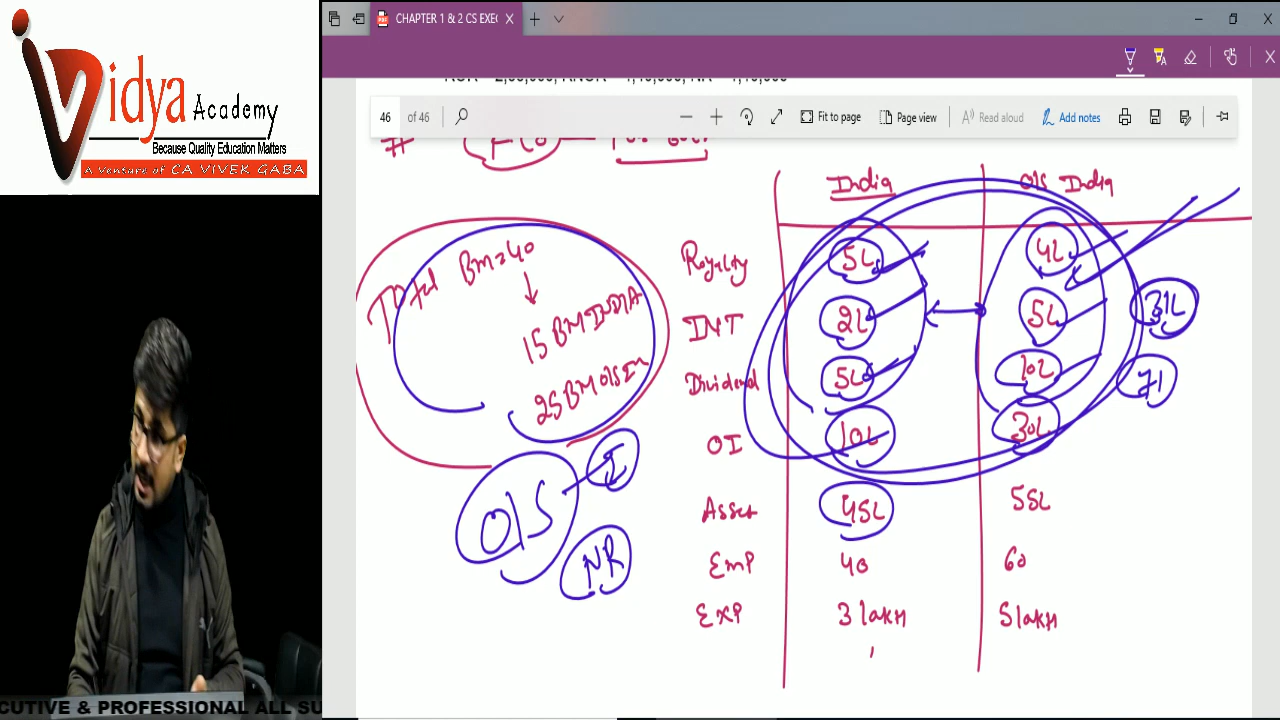 Vidya
Academy
Because Quality Education Matters
A Venture of CA VIVEK GABA
CHAPTER 1 & 2 CS EXEC
46 of 46
Fit to page
Page view
Read aloud
Add notes
#
India O/S India
Total BM=40
15 BM INDIA
25 BM O/S IN
Royalty 5L 4L
INT 2L 5L 31L
Dividend 5L 10L 71
OI 10L 30L
O/S I
NR
Asset 45L 55L
Emp 40 60
EXP 3 lakh 5 lakh
CUTIVE & PROFESSIONAL ALL SU